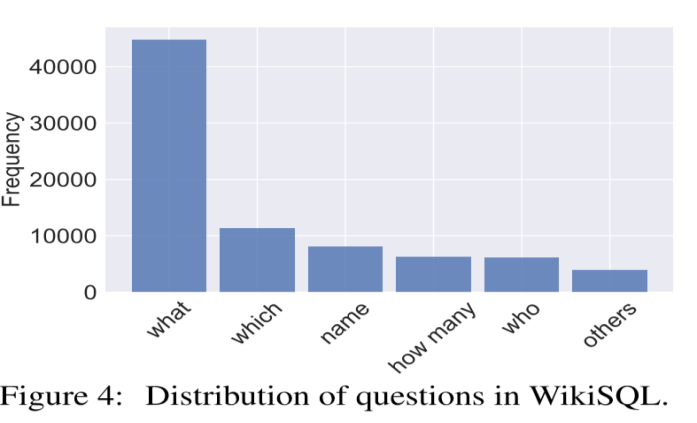 40000
30000
20000
10000
0
Frequency
what
which
name
how many
who
others
Figure 4: Distribution of questions in WikiSQL.